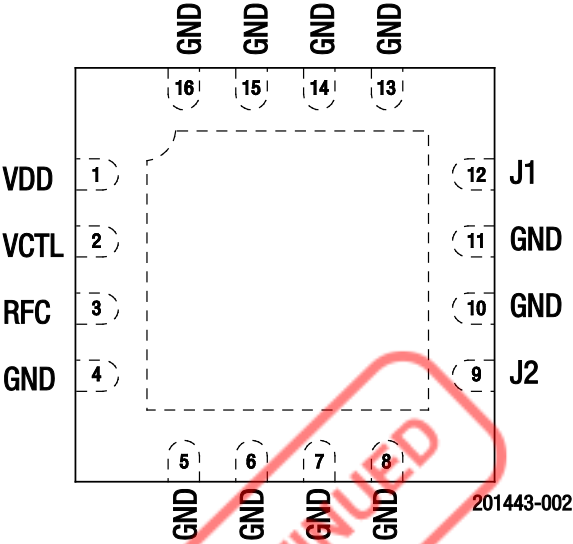 GND GND GND GND
16 15 14 13
VDD 1 12 J1
VCTL 2 11 GND
RFC 3 10 GND
GND 4 9 J2
5 6 7 8
GND GND GND GND
201443-002